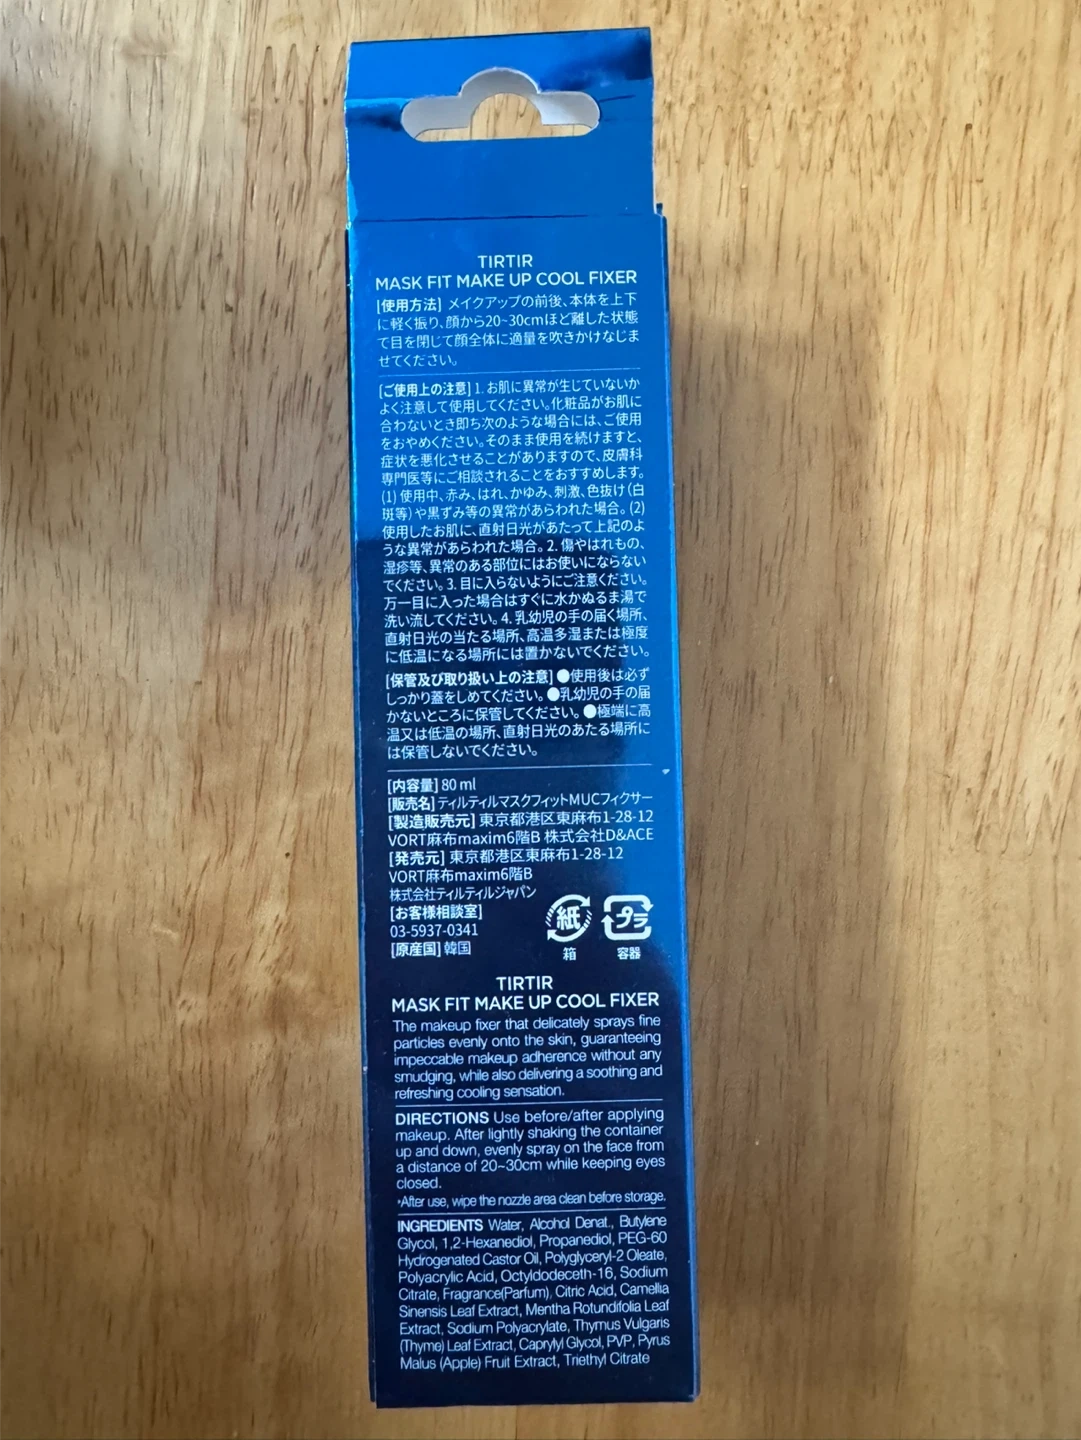 TIRTIR
MASK FIT MAKE UP COOL FIXER
[使用方法] メイクアップの前後、本体を上下
に軽く振り、顔から20~30cmほど離した状態
で目を閉じて顔全体に適量を吹きかけなじま
せてください。
[ご使用上の注意] 1. お肌に異常が生じていないか
よく注意して使用してください。化粧品がお肌に
合わないとき即ち次のような場合には、ご使用
をおやめください。そのまま使用を続けますと、
症状を悪化させることがありますので、皮膚科
専門医等にご相談されることをおすすめします。
(1) 使用中、赤み、はれ、かゆみ、刺激、色抜け(白
斑等)や黒ずみ等の異常があらわれた場合。(2)
使用したお肌に、直射日光があたって上記のよ
うな異常があらわれた場合。2. 傷やはれもの、
湿疹等、異常のある部位にはお使いにならない
でください。3. 目に入らないようにご注意ください。
万一目に入った場合はすぐに水かぬるま湯で
洗い流してください。4. 乳幼児の手の届く場所、
直射日光の当たる場所、高温多湿または極度
に低温になる場所には置かないでください。
[保管及び取り扱い上の注意] ●使用後は必ず
しっかり蓋をしめてください。●乳幼児の手の届
かないところに保管してください。●極端に高
温又は低温の場所、直射日光のあたる場所に
は保管しないでください。
[内容量] 80 ml
[販売名] ティルティルマスクフィットMUCフィクサー
[製造販売元] 東京都港区東麻布1-28-12
VORT麻布maxim6階B 株式会社D&ACE
[発売元] 東京都港区東麻布1-28-12
VORT麻布maxim6階B
株式会社ティルティルジャパン
[お客様相談室]
03-5937-0341
[原産国] 韓国
紙 プラ
箱 容器
TIRTIR
MASK FIT MAKE UP COOL FIXER
The makeup fixer that delicately sprays fine
particles evenly onto the skin, guaranteeing
impeccable makeup adherence without any
smudging, while also delivering a soothing and
refreshing cooling sensation.
DIRECTIONS Use before/after applying
makeup. After lightly shaking the container
up and down, evenly spray on the face from
a distance of 20~30cm while keeping eyes
closed.
*After use, wipe the nozzle area clean before storage.
INGREDIENTS Water, Alcohol Denat., Butylene
Glycol, 1,2-Hexanediol, Propanediol, PEG-60
Hydrogenated Castor Oil, Polyglyceryl-2 Oleate,
Polyacrylic Acid, Octyldodeceth-16, Sodium
Citrate, Fragrance(Parfum), Citric Acid, Camellia
Sinensis Leaf Extract, Mentha Rotundifolia Leaf
Extract, Sodium Polyacrylate, Thymus Vulgaris
(Thyme) Leaf Extract, Caprylyl Glycol, PVP, Pyrus
Malus (Apple) Fruit Extract, Triethyl Citrate